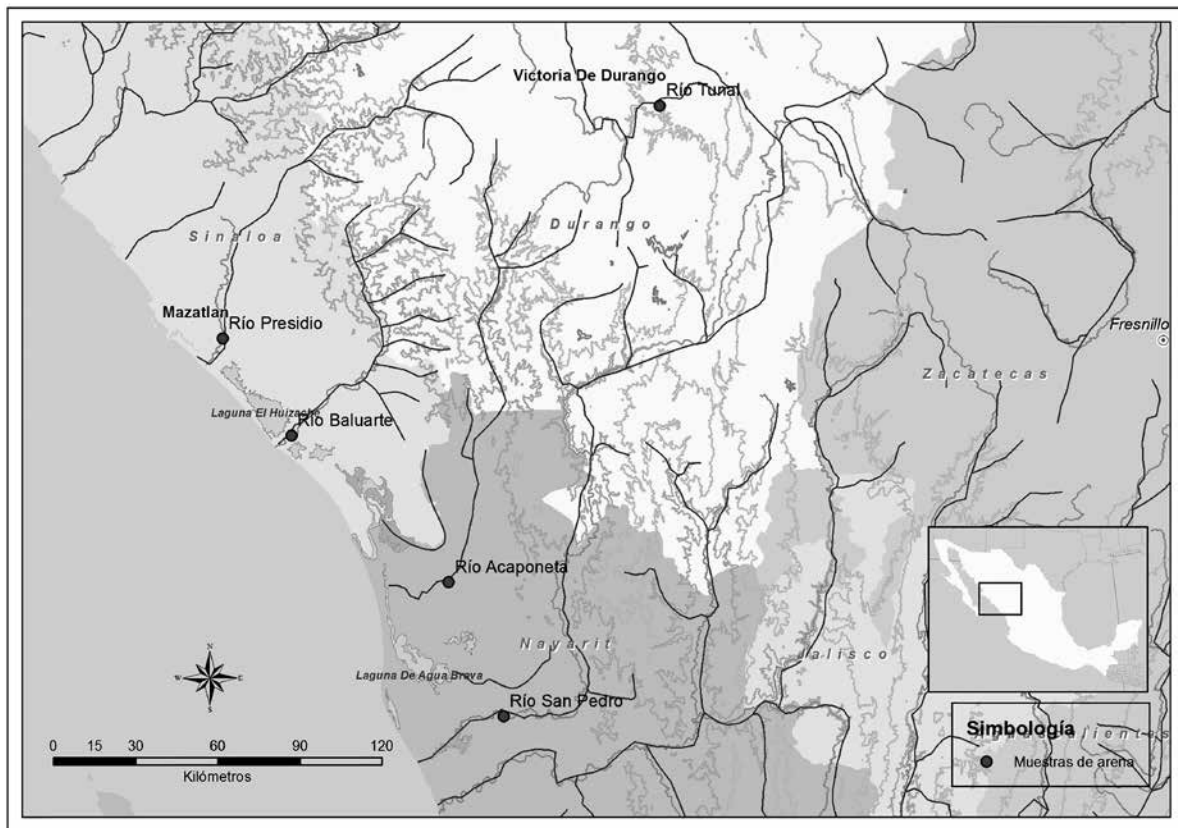 Victoria De Durango
Río Tunal
Sinaloa
Durango
Mazatlan
Río Presidio
Fresnillo
Zacatecas
Laguna El Huizache
Río Baluarte
Río Acaponeta
Nayarit
Jalisco
Laguna De Agua Brava
Río San Pedro
N
W
E
S
0 15 30 60 90 120
Kilómetros
Simbología
Muestras de arena